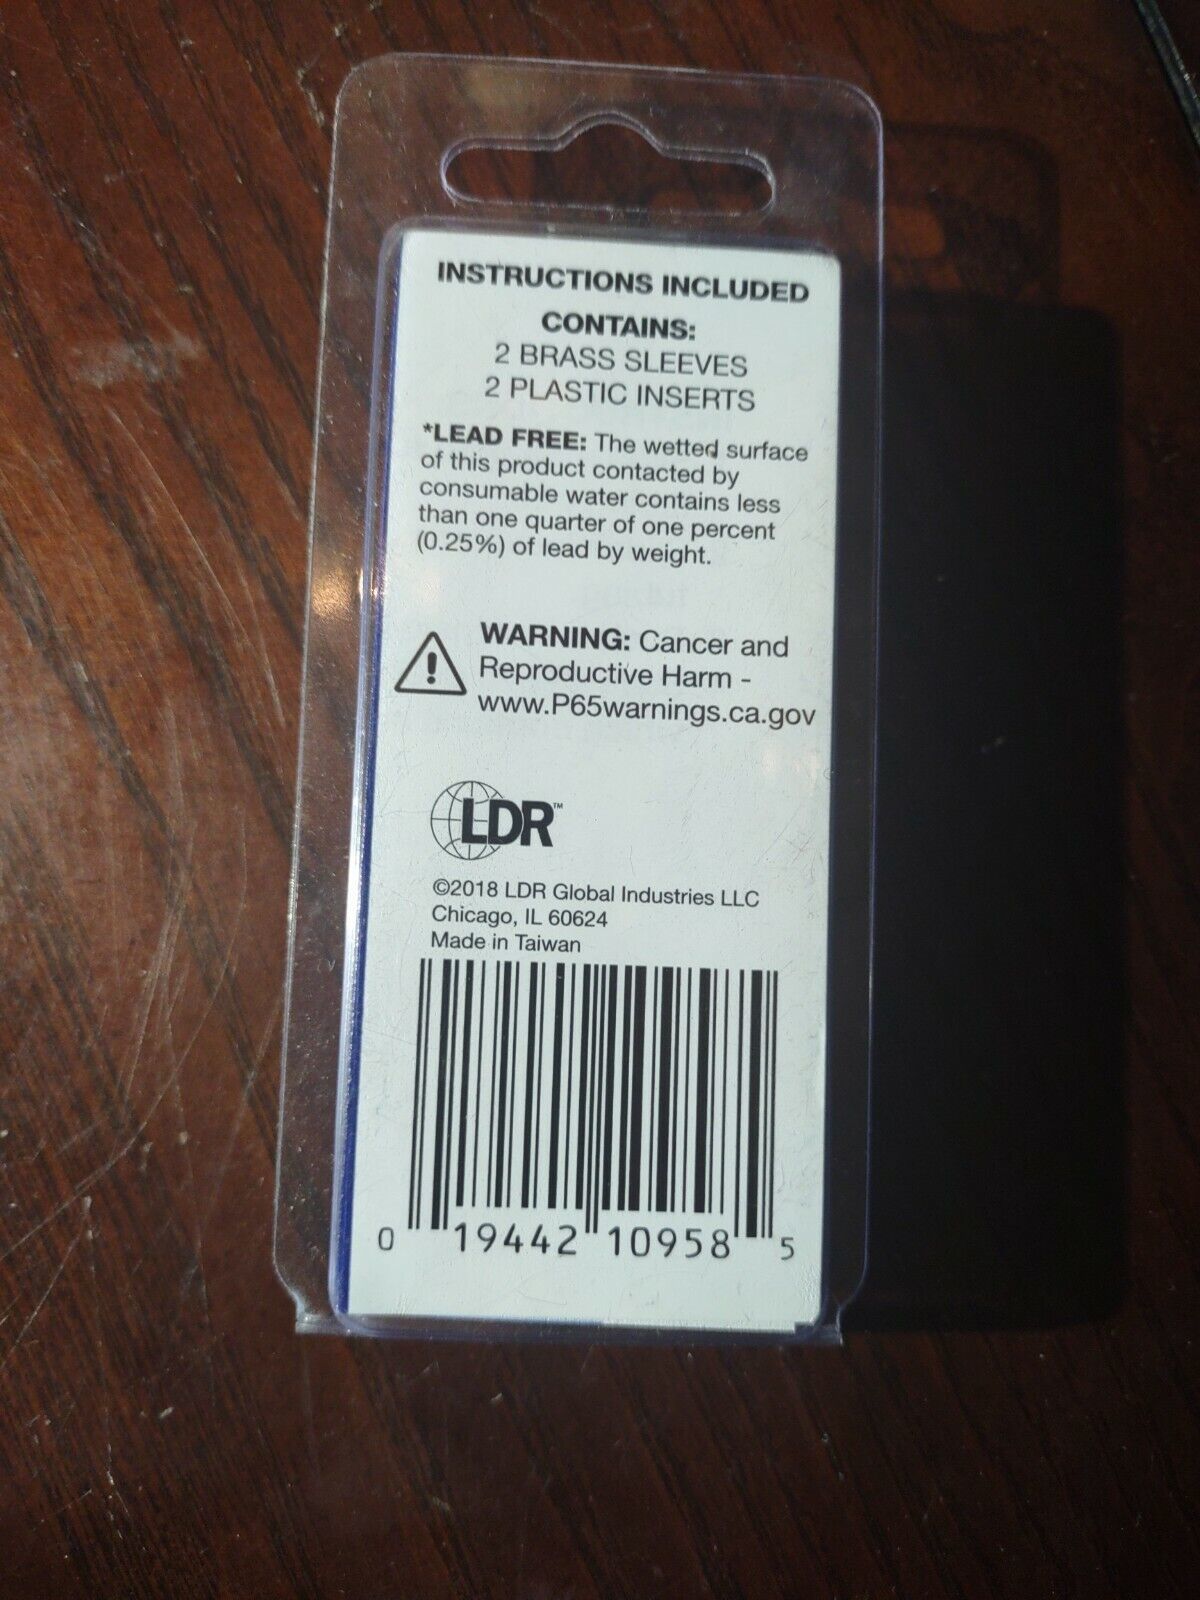 INSTRUCTIONS INCLUDED
CONTAINS:
2 BRASS SLEEVES
2 PLASTIC INSERTS
*LEAD FREE: The wetted surface
of this product contacted by
consumable water contains less
than one quarter of one percent
(0.25%) of lead by weight.
WARNING: Cancer and
Reproductive Harm -
www.P65warnings.ca.gov
LDR™
©2018 LDR Global Industries LLC
Chicago, IL 60624
Made in Taiwan
0 19442 10958 5